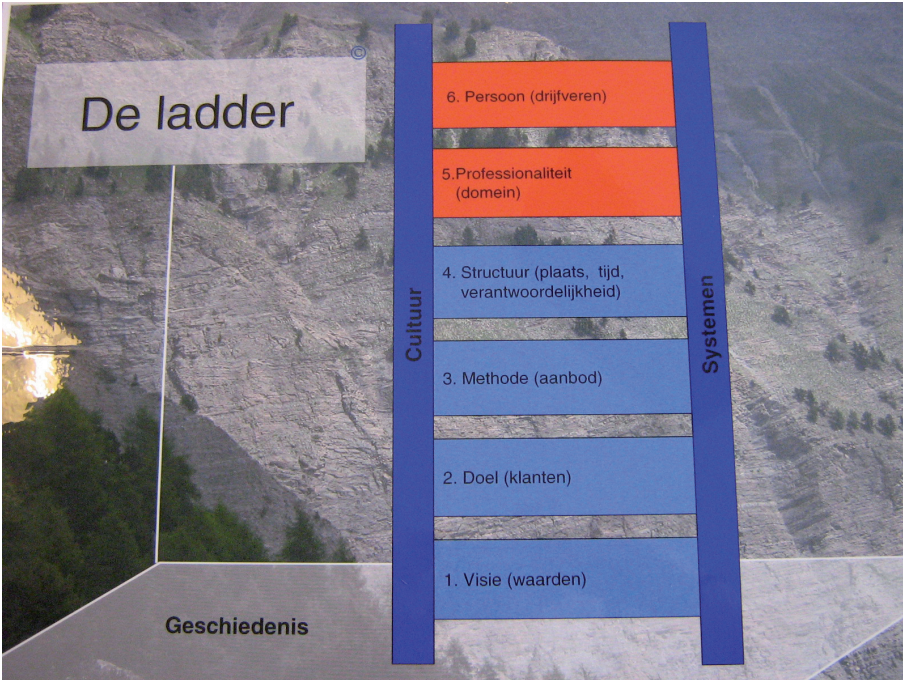 ©
De ladder
6. Persoon (drijfveren)
5.Professionaliteit
(domein)
4. Structuur (plaats, tijd,
verantwoordelijkheid)
3. Methode (aanbod)
2. Doel (klanten)
1. Visie (waarden)
Cultuur
Systemen
Geschiedenis